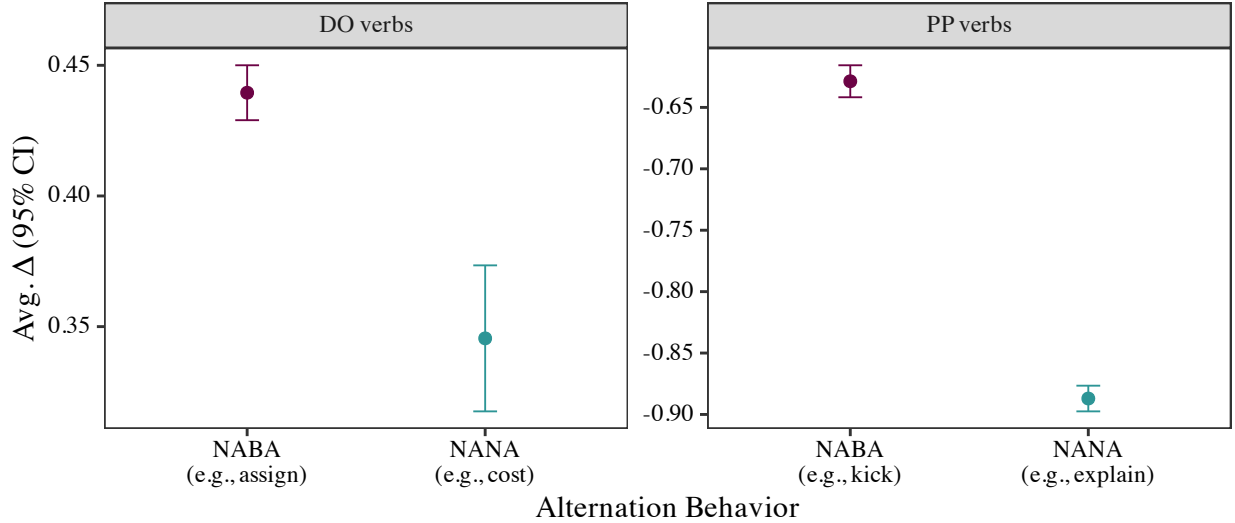 DO verbs
PP verbs
Avg. Δ (95% CI)
0.45
0.40
0.35
-0.65
-0.70
-0.75
-0.80
-0.85
-0.90
NABA
(e.g., assign)
NANA
(e.g., cost)
NABA
(e.g., kick)
NANA
(e.g., explain)
Alternation Behavior